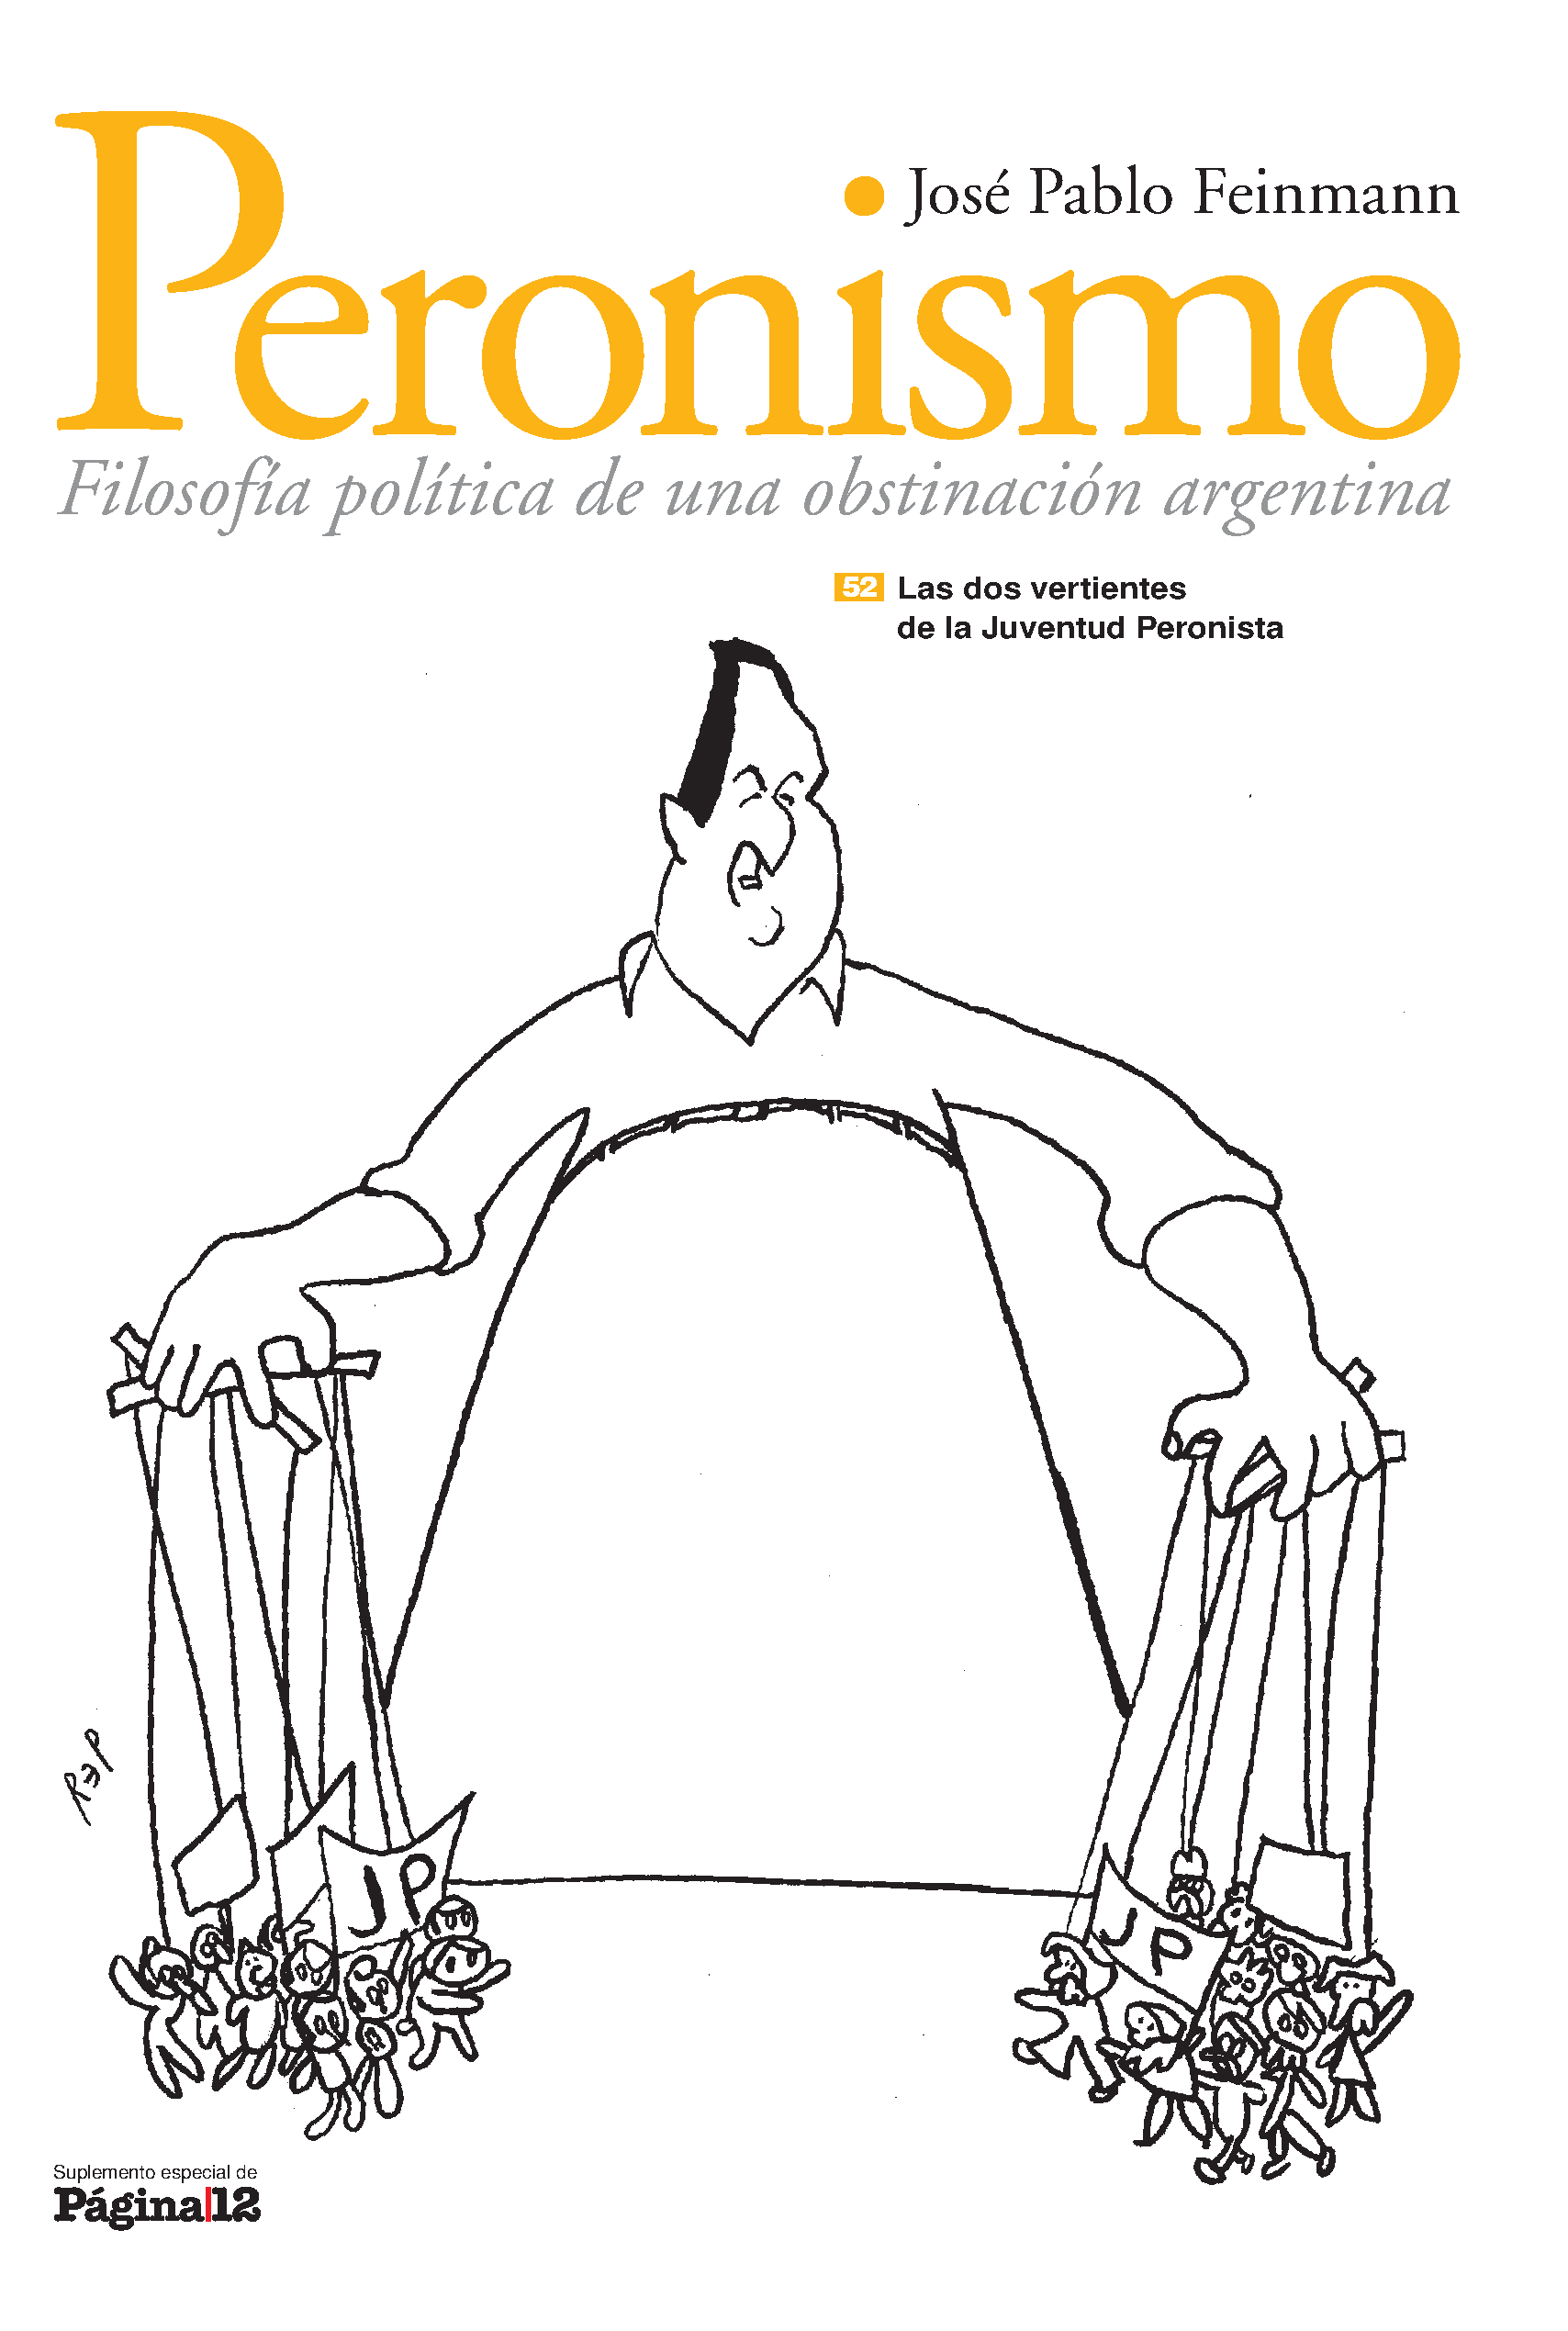 José Pablo Feinmann
Peronismo
Filosofía política de una obstinación argentina
52 Las dos vertientes
de la Juventud Peronista
REP
JP
JP
Suplemento especial de
Página|12